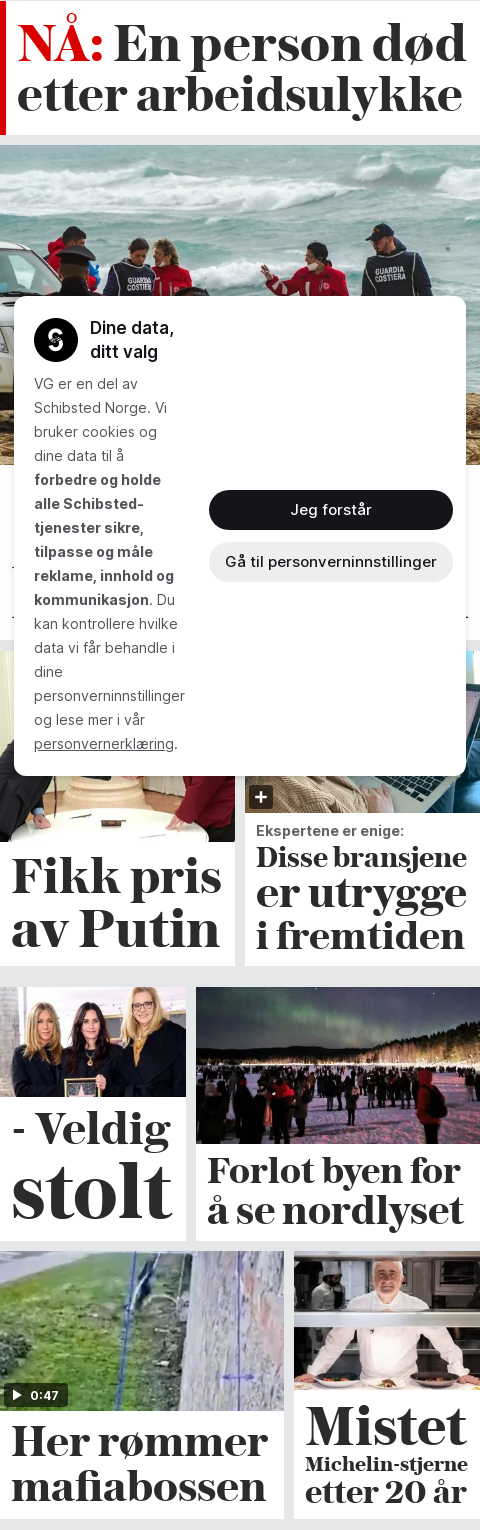 NÅ: En person død
etter arbeidsulykke
GUARDIA
COSTIERA
GUARDIA
COSTIERA
Dine data,
ditt valg
VG er en del av
Schibsted Norge. Vi
bruker cookies og
dine data til å
forbedre og holde
alle Schibsted-
tjenester sikre,
tilpasse og måle
reklame, innhold og
kommunikasjon. Du
kan kontrollere hvilke
data vi får behandle i
dine
personverninnstillinger
og lese mer i vår
personvernerklæring.
Jeg forstår
Gå til personverninnstillinger
Fikk pris
av Putin
Ekspertene er enige:
Disse bransjene
er utrygge
i fremtiden
- Veldig
stolt
Forlot byen for
å se nordlyset
0:47
Her rømmer
mafiabossen
Mistet
Michelin-stjerne
etter 20 år